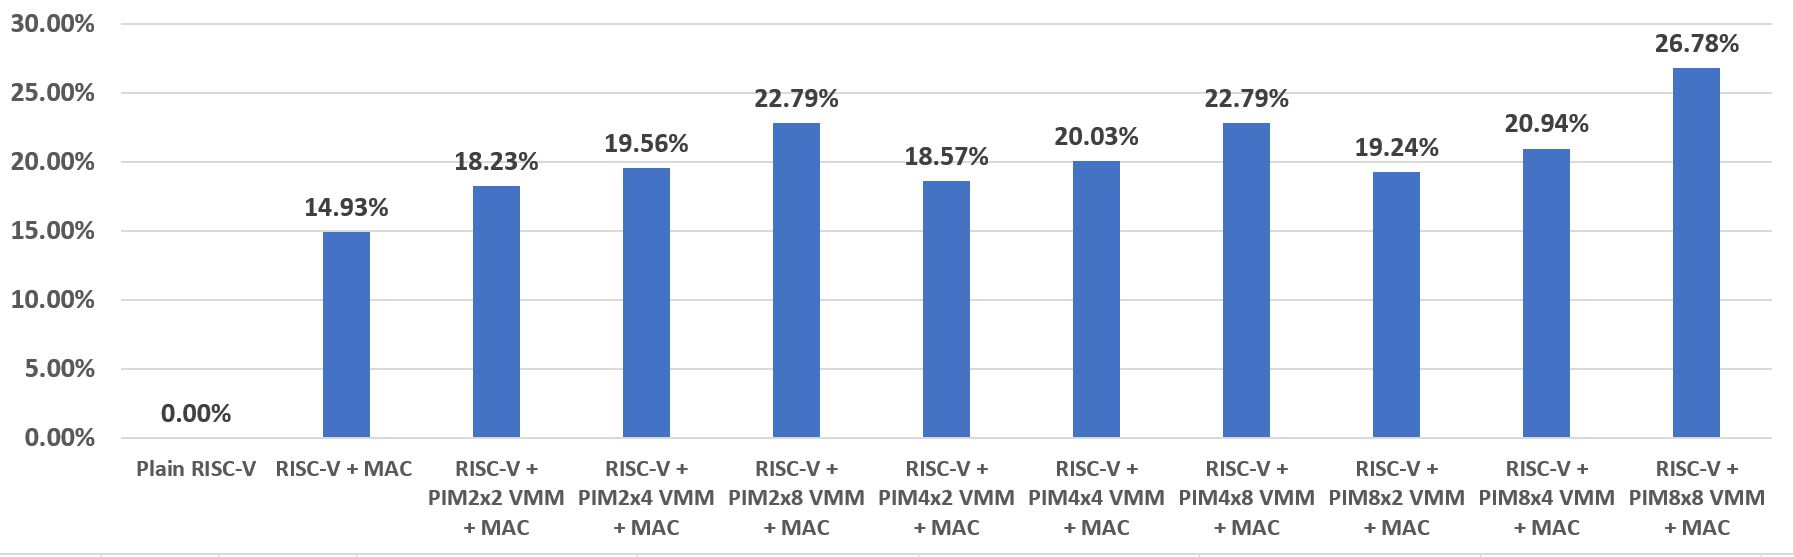 30.00%
25.00%
20.00%
15.00%
10.00%
5.00%
0.00%
0.00%
14.93%
18.23%
19.56%
22.79%
18.57%
20.03%
22.79%
19.24%
20.94%
26.78%
Plain RISC-V
RISC-V + MAC
RISC-V +
PIM2x2 VMM
+ MAC
RISC-V +
PIM2x4 VMM
+ MAC
RISC-V +
PIM2x8 VMM
+ MAC
RISC-V +
PIM4x2 VMM
+ MAC
RISC-V +
PIM4x4 VMM
+ MAC
RISC-V +
PIM4x8 VMM
+ MAC
RISC-V +
PIM8x2 VMM
+ MAC
RISC-V +
PIM8x4 VMM
+ MAC
RISC-V +
PIM8x8 VMM
+ MAC